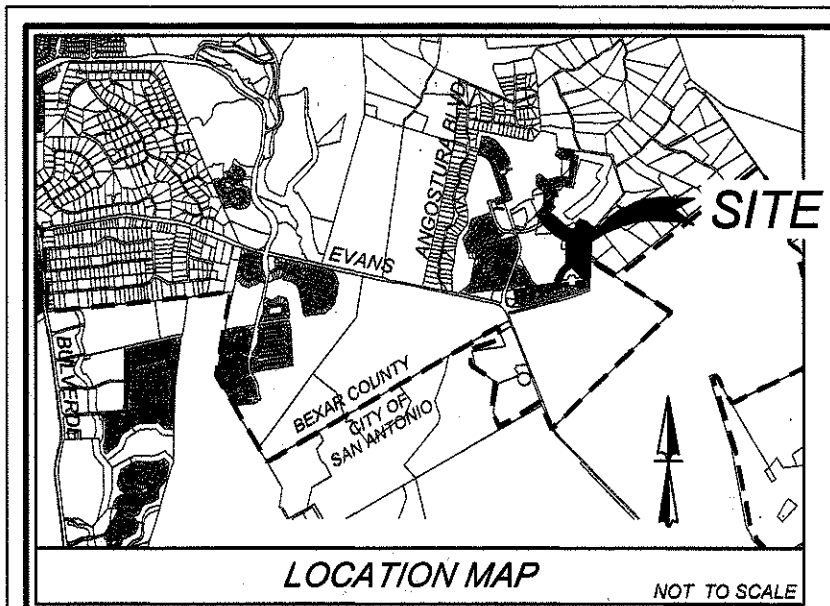 ANGOSTURA BLVD
SITE
EVANS
BULVERDE
BEXAR COUNTY
CITY OF
SAN ANTONIO
LOCATION MAP
NOT TO SCALE